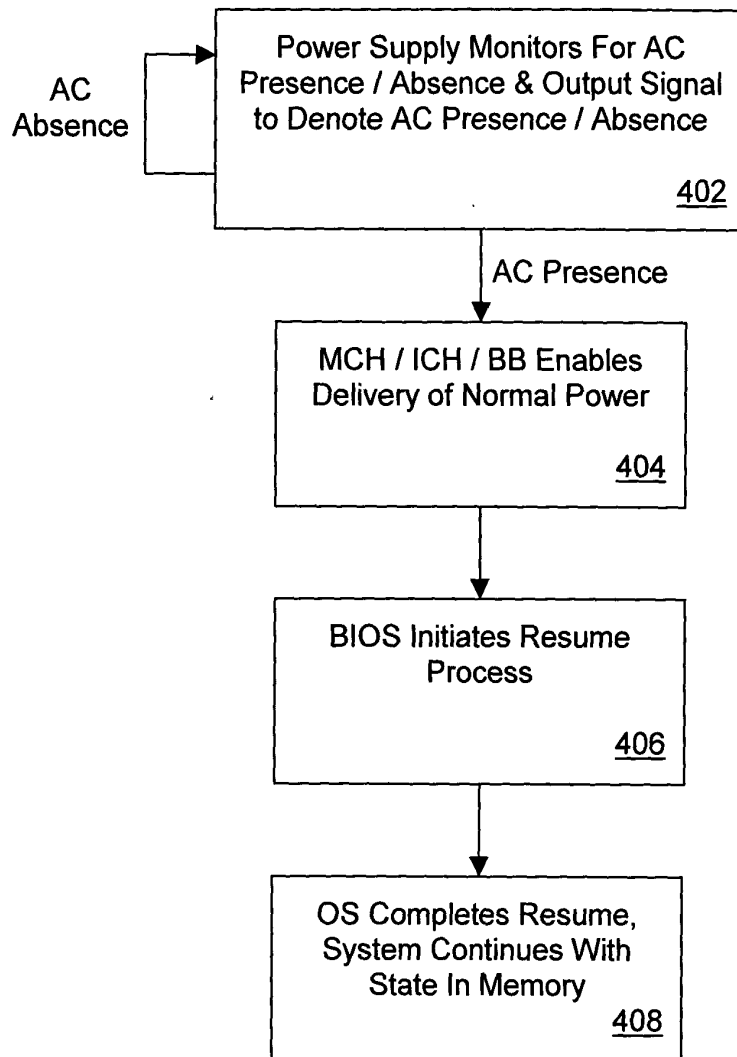 Power Supply Monitors For AC
Presence / Absence & Output Signal
to Denote AC Presence / Absence
402
AC
Absence
AC Presence
MCH / ICH / BB Enables
Delivery of Normal Power
404
BIOS Initiates Resume
Process
406
OS Completes Resume,
System Continues With
State In Memory
408